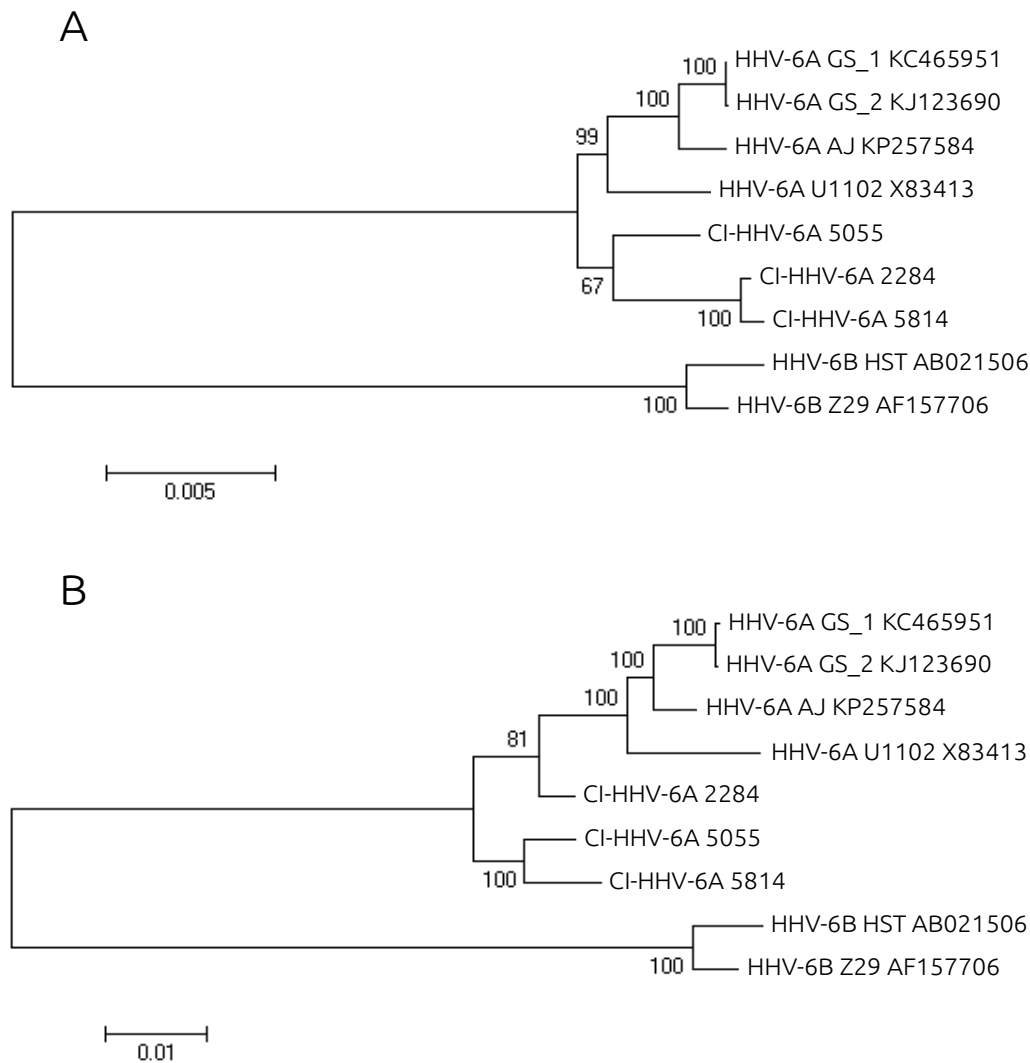 A
100
HHV-6A GS_1 KC465951
100
HHV-6A GS_2 KJ123690
99
HHV-6A AJ KP257584
HHV-6A U1102 X83413
CI-HHV-6A 5055
67
CI-HHV-6A 2284
100
CI-HHV-6A 5814
HHV-6B HST AB021506
100
HHV-6B Z29 AF157706
0.005
B
100
HHV-6A GS_1 KC465951
100
HHV-6A GS_2 KJ123690
100
HHV-6A AJ KP257584
81
HHV-6A U1102 X83413
CI-HHV-6A 2284
CI-HHV-6A 5055
100
CI-HHV-6A 5814
HHV-6B HST AB021506
100
HHV-6B Z29 AF157706
0.01